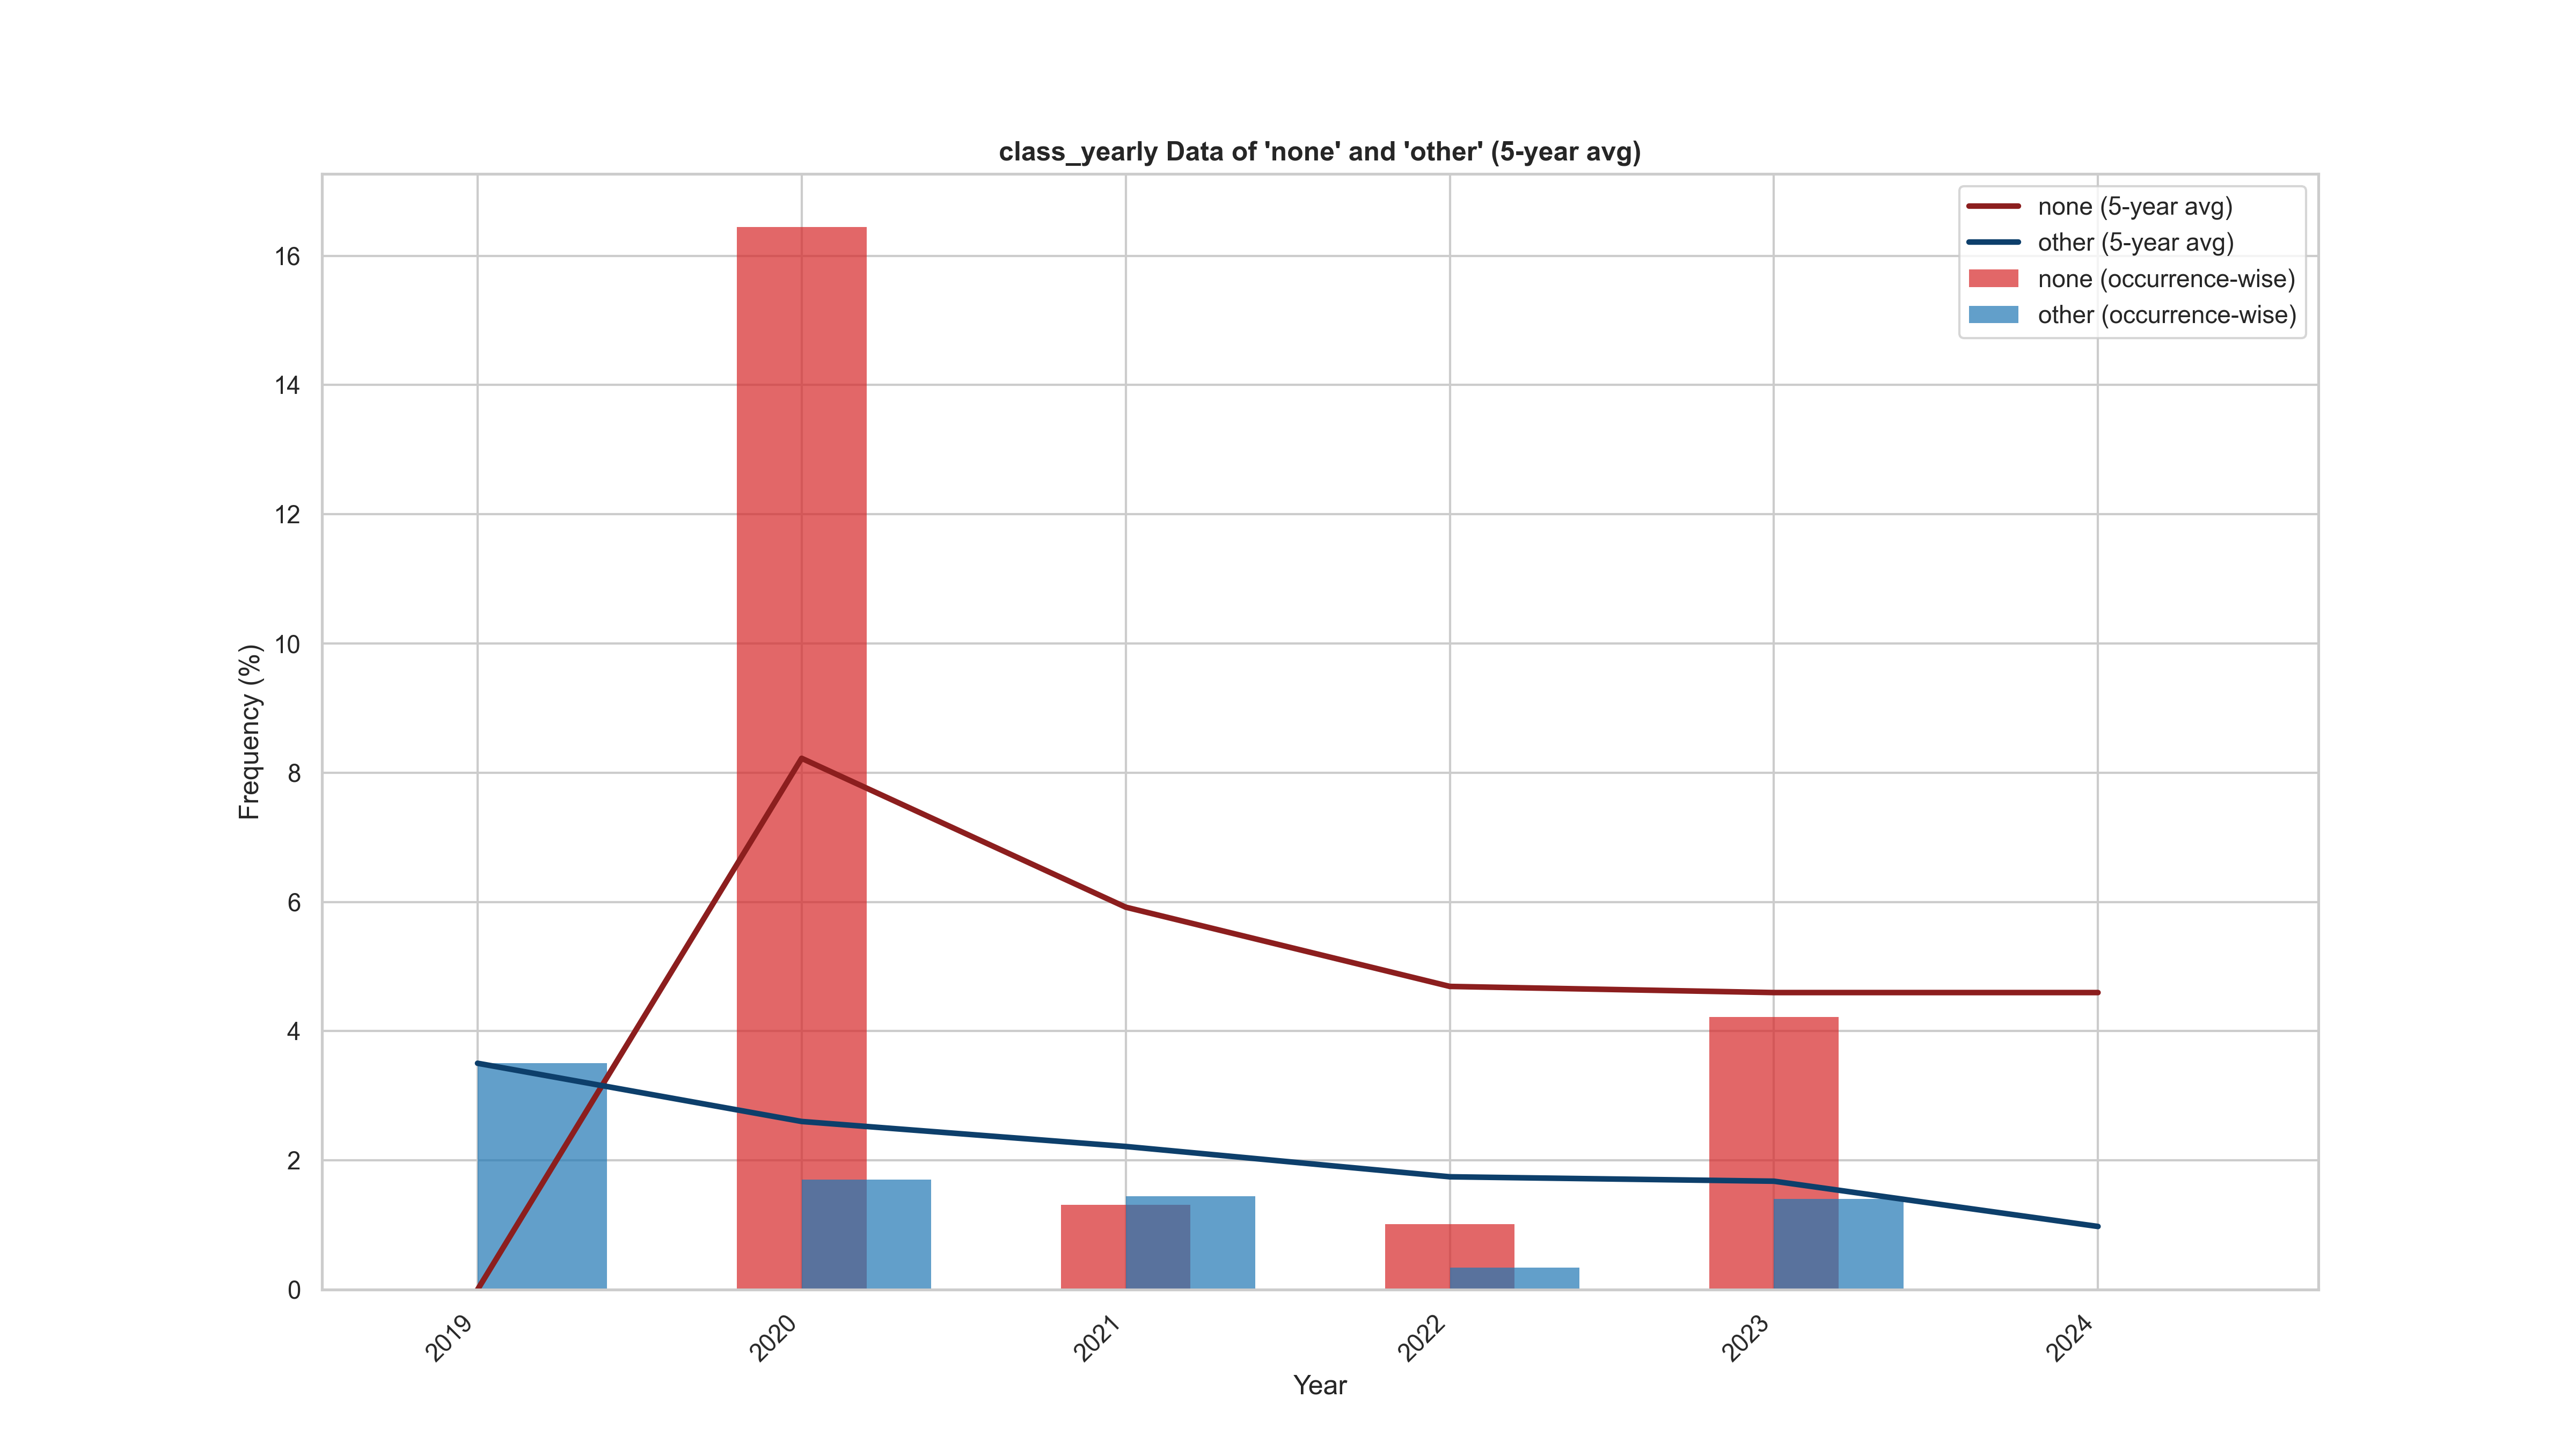 class_yearly Data of 'none' and 'other' (5-year avg)
none (5-year avg)
other (5-year avg)
none (occurrence-wise)
other (occurrence-wise)
Frequency (%)
16
14
12
10
8
6
4
2
0
2019
2020
2021
2022
2023
2024
Year